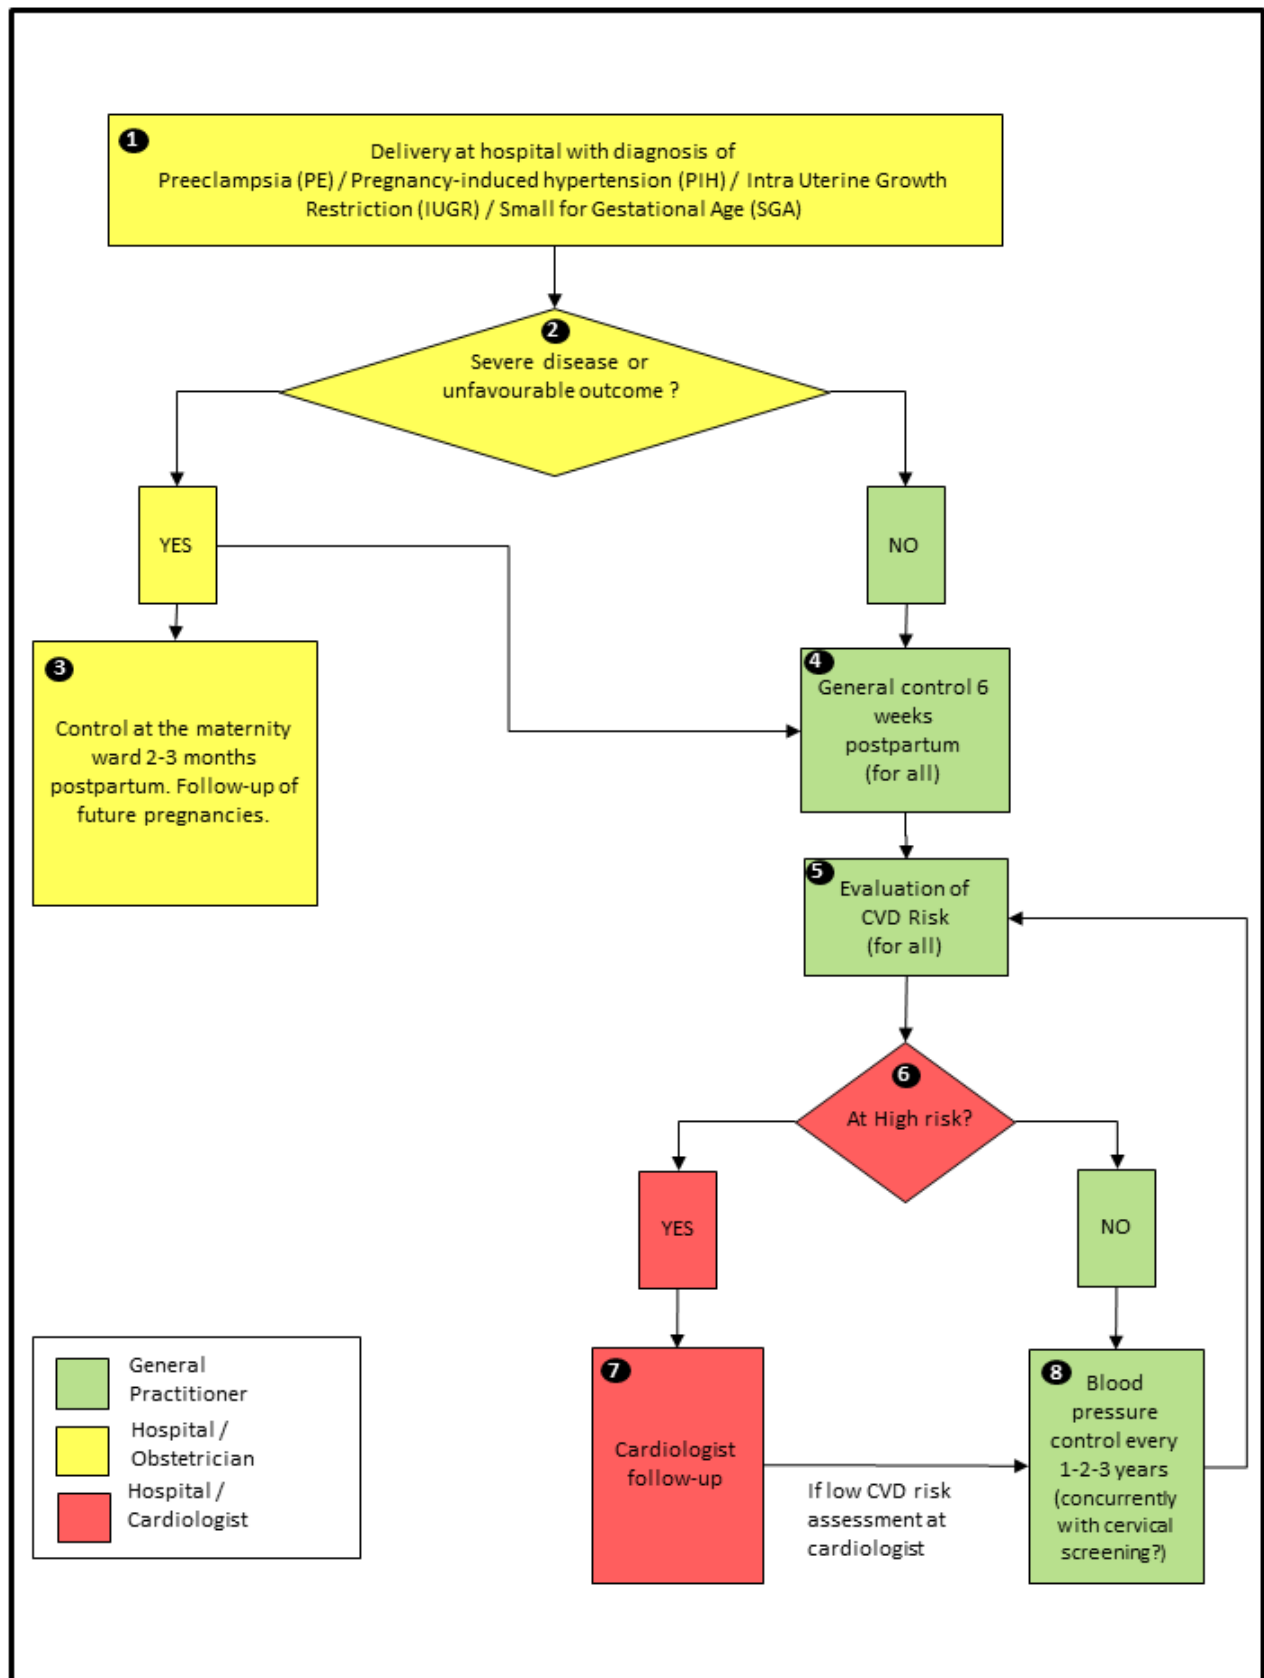 1
Delivery at hospital with diagnosis of
Preeclampsia (PE) / Pregnancy-induced hypertension (PIH) / Intra Uterine Growth
Restriction (IUGR) / Small for Gestational Age (SGA)
2
Severe disease or
unfavourable outcome ?
YES
NO
3
Control at the maternity
ward 2-3 months
postpartum. Follow-up of
future pregnancies.
4
General control 6
weeks
postpartum
(for all)
5
Evaluation of
CVD Risk
(for all)
6
At High risk?
YES
NO
7
Cardiologist
follow-up
If low CVD risk
assessment at
cardiologist
8
Blood
pressure
control every
1-2-3 years
(concurrently
with cervical
screening?)
General
Practitioner
Hospital /
Obstetrician
Hospital /
Cardiologist